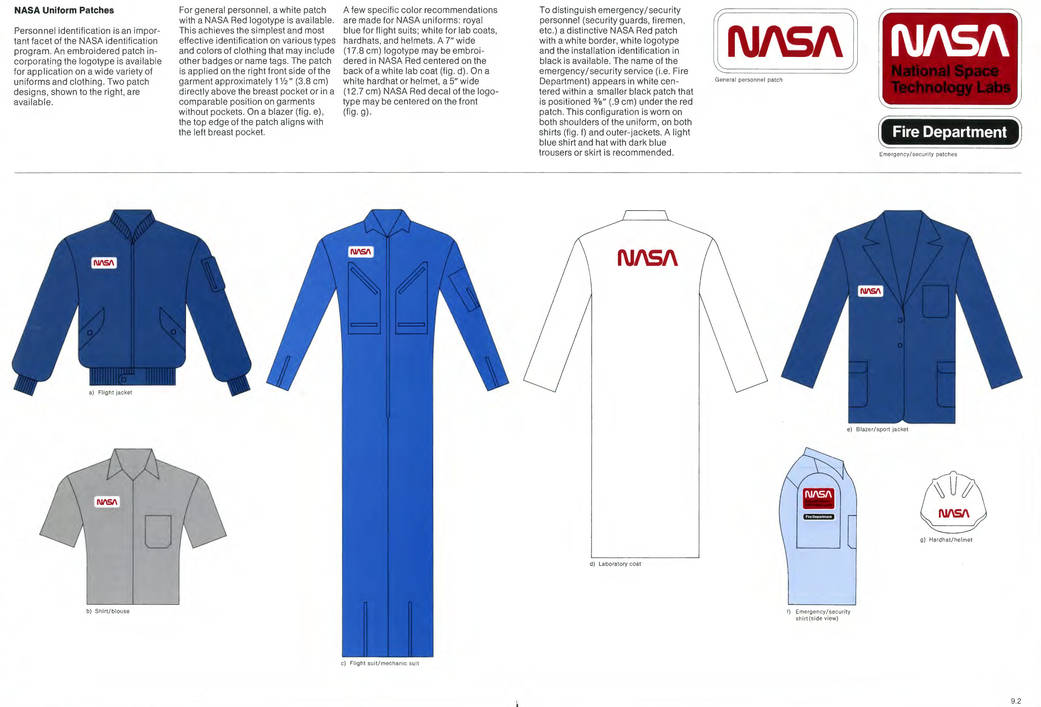 NASA Uniform Patches
Personnel identification is an impor-
tant facet of the NASA identification
program. An embroidered patch in-
corporating the logotype is available
for application on a wide variety of
uniforms and clothing. Two patch
designs, shown to the right, are
available.
For general personnel, a white patch
with a NASA Red logotype is available.
This achieves the simplest and most
effective identification on various types
and colors of clothing that may include
other badges or name tags. The patch
is applied on the right front side of the
garment approximately 1½" (3.8 cm)
directly above the breast pocket or in a
comparable position on garments
without pockets. On a blazer (fig. e),
the top edge of the patch aligns with
the left breast pocket.
A few specific color recommendations
are made for NASA uniforms: royal
blue for flight suits; white for lab coats,
hardhats, and helmets. A 7" wide
(17.8 cm) logotype may be embroi-
dered in NASA Red centered on the
back of a white lab coat (fig. d). On a
white hardhat or helmet, a 5" wide
(12.7 cm) NASA Red decal of the logo-
type may be centered on the front
(fig. g).
To distinguish emergency/security
personnel (security guards, firemen,
etc.) a distinctive NASA Red patch
with a white border, white logotype
and the installation identification in
black is available. The name of the
emergency/security service (i.e. Fire
Department) appears in white cen-
tered within a smaller black patch that
is positioned ⅜" (.9 cm) under the red
patch. This configuration is worn on
both shoulders of the uniform, on both
shirts (fig. f) and outer-jackets. A light
blue shirt and hat with dark blue
trousers or skirt is recommended.
NASA
General personnel patch
NASA
National Space
Technology Labs
Fire Department
Emergency/security patches
NASA
a) Flight jacket
NASA
c) Flight suit/mechanic suit
NASA
d) Laboratory coat
NASA
e) Blazer/sport jacket
NASA
b) Shirt/blouse
NASA
Fire Department
f) Emergency/security
shirt (side view)
NASA
g) Hardhat/helmet
9.2